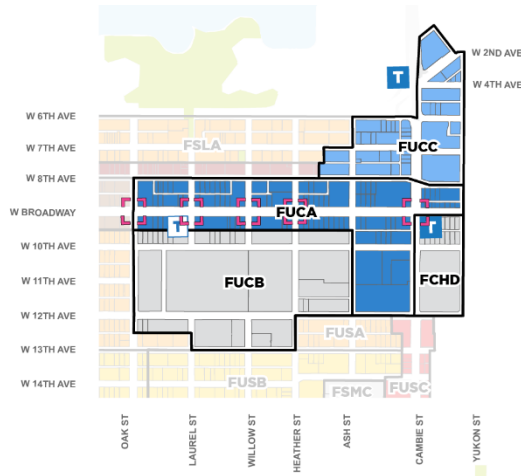 W 2ND AVE
T
W 4TH AVE
W 6TH AVE
FSLA
FUCC
W 7TH AVE
W 8TH AVE
W BROADWAY
FUCA
T
T
W 10TH AVE
W 11TH AVE
FUCB
FCHD
W 12TH AVE
FUSA
W 13TH AVE
W 14TH AVE
FUSB
FSMC
FUSC
OAK ST
LAUREL ST
WILLOW ST
HEATHER ST
ASH ST
CAMBIE ST
YUKON ST